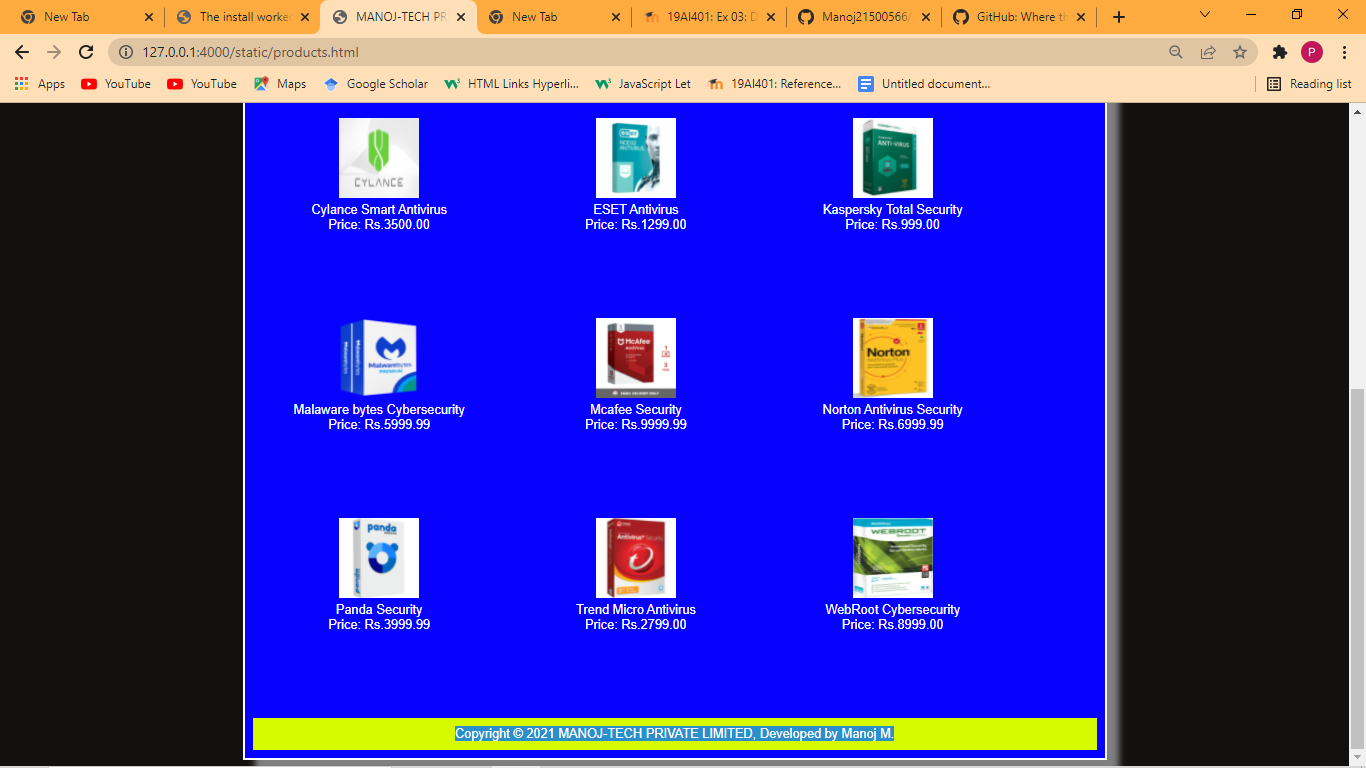 New Tab
The install worke
MANOJ-TECH PR
New Tab
19AI401: Ex 03: D
Manoj21500566/
GitHub: Where th
127.0.0.1:4000/static/products.html
P
Apps
YouTube
YouTube
Maps
Google Scholar
HTML Links Hyperli...
JavaScript Let
19AI401: Reference...
Untitled document...
Reading list
CYLANCE
eset
NOD32
ANTIVIRUS
ANTI-VIRUS
Cylance Smart Antivirus
ESET Antivirus
Kaspersky Total Security
Price: Rs.3500.00
Price: Rs.1299.00
Price: Rs.999.00
Malwarebytes
PREMIUM
McAfee
Norton
Malaware bytes Cybersecurity
Mcafee Security
Norton Antivirus Security
Price: Rs.5999.99
Price: Rs.9999.99
Price: Rs.6999.99
panda
Antivirus+ Security
WEBROOT
Panda Security
Trend Micro Antivirus
WebRoot Cybersecurity
Price: Rs.3999.99
Price: Rs.2799.00
Price: Rs.8999.00
Copyright © 2021 MANOJ-TECH PRIVATE LIMITED, Developed by Manoj M.